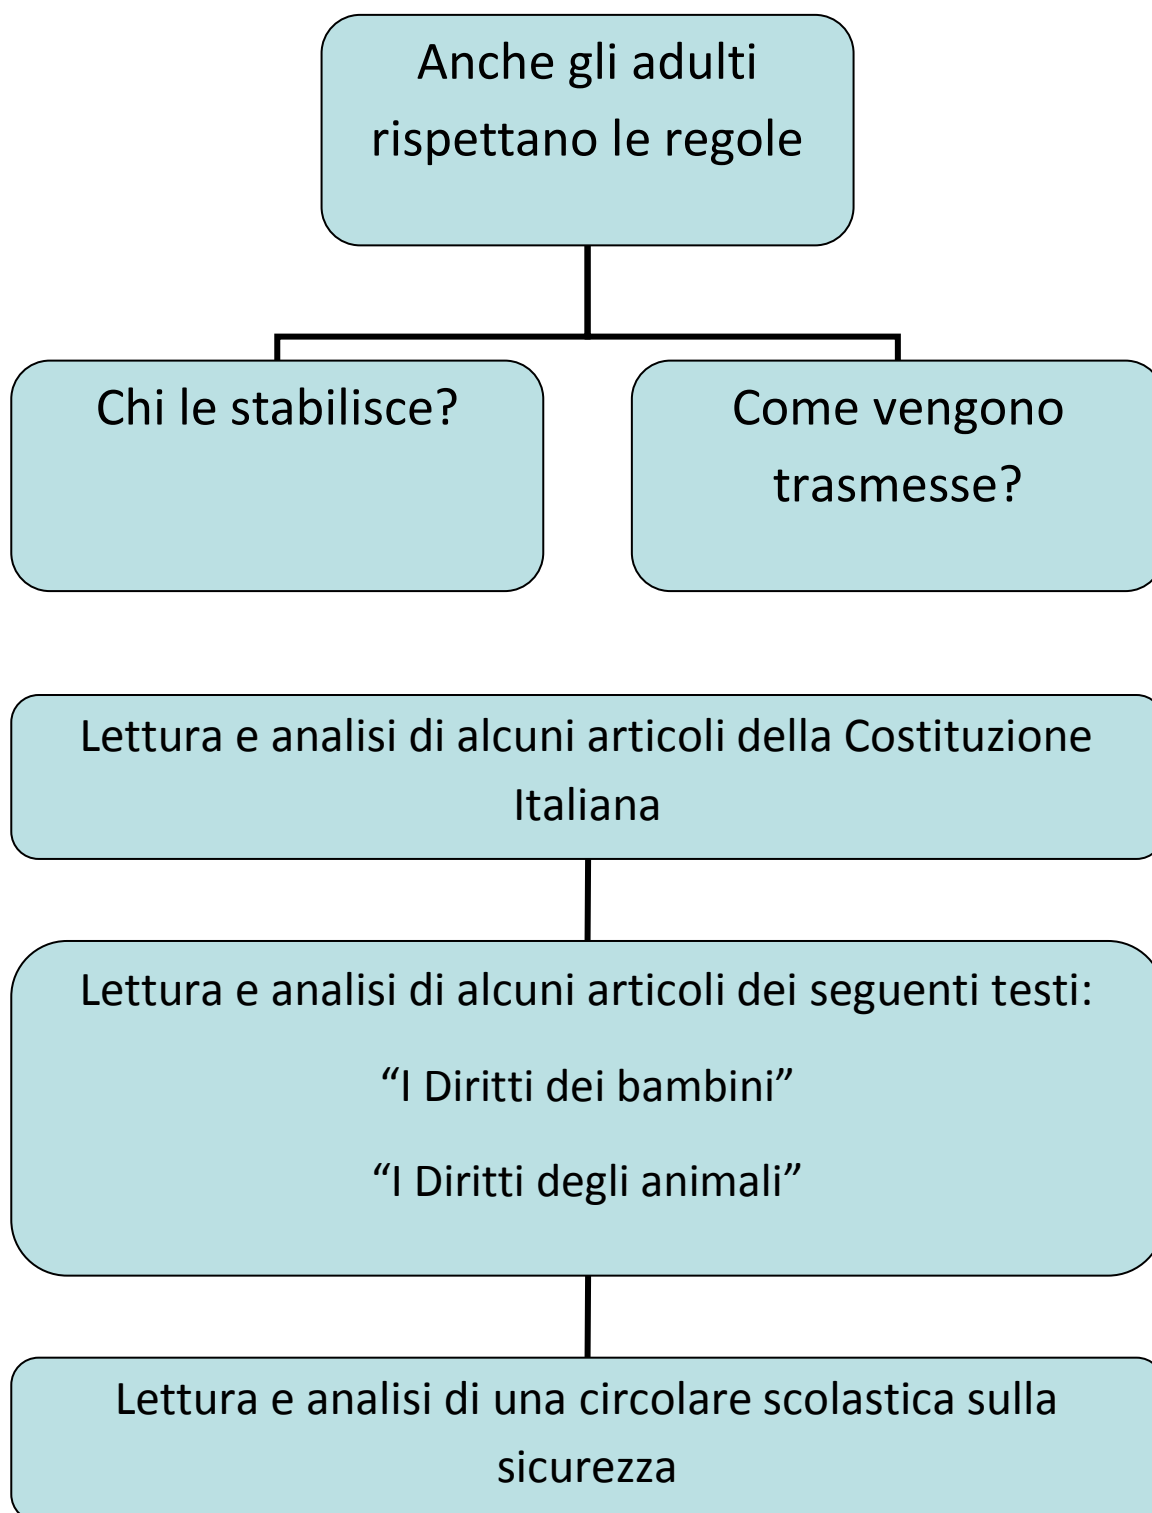 Anche gli adulti
rispettano le regole
Chi le stabilisce?
Come vengono
trasmesse?
Lettura e analisi di alcuni articoli della Costituzione
Italiana
Lettura e analisi di alcuni articoli dei seguenti testi:
“I Diritti dei bambini”
“I Diritti degli animali”
Lettura e analisi di una circolare scolastica sulla
sicurezza